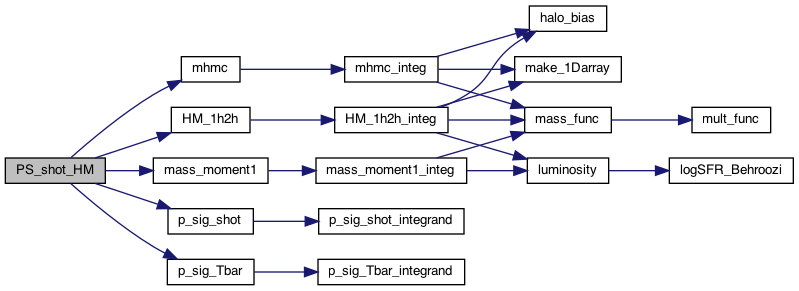 halo_bias
mhmc
mhmc_integ
make_1Darray
HM_1h2h
HM_1h2h_integ
mass_func
mult_func
PS_shot_HM
mass_moment1
mass_moment1_integ
luminosity
logSFR_Behroozi
p_sig_shot
p_sig_shot_integrand
p_sig_Tbar
p_sig_Tbar_integrand